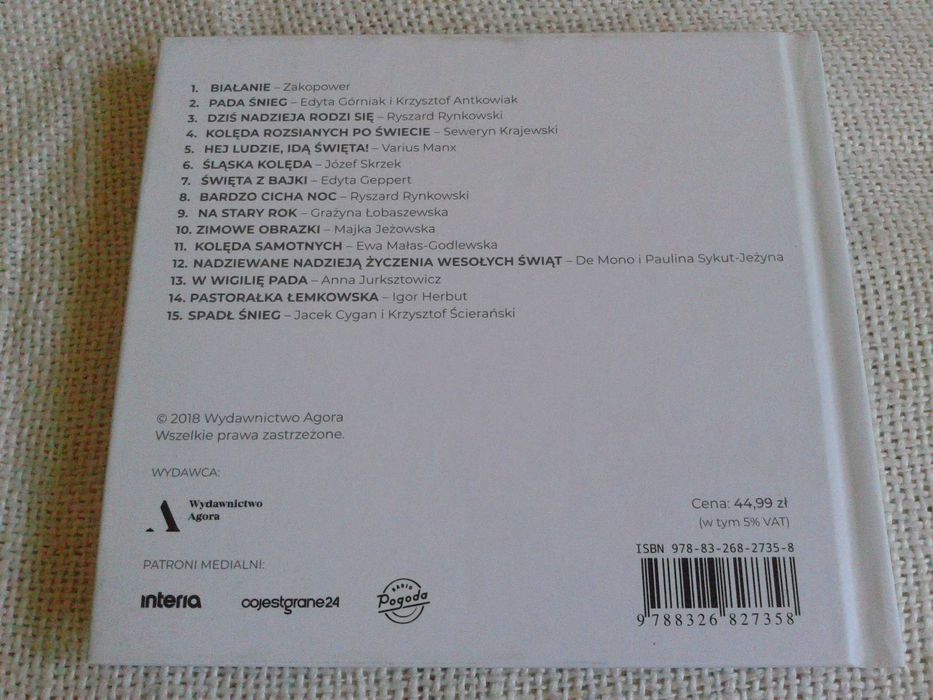 1. BIAŁANIE – Zakopower
2. PADA ŚNIEG – Edyta Górniak i Krzysztof Antkowiak
3. DZIŚ NADZIEJA RODZI SIĘ – Ryszard Rynkowski
4. KOLĘDA ROZSIANYCH PO ŚWIECIE – Seweryn Krajewski
5. HEJ LUDZIE, IDĄ ŚWIĘTA! – Varius Manx
6. ŚLĄSKA KOLĘDA – Józef Skrzek
7. ŚWIĘTA Z BAJKI – Edyta Geppert
8. BARDZO CICHA NOC – Ryszard Rynkowski
9. NA STARY ROK – Grażyna Łobaszewska
10. ZIMOWE OBRAZKI – Majka Jeżowska
11. KOLĘDA SAMOTNYCH – Ewa Małas-Godlewska
12. NADZIEWANE NADZIEJĄ ŻYCZENIA WESOŁYCH ŚWIĄT – De Mono i Paulina Sykut-Jeżyna
13. W WIGILIĘ PADA – Anna Jurksztowicz
14. PASTORAŁKA ŁEMKOWSKA – Igor Herbut
15. SPADŁ ŚNIEG – Jacek Cygan i Krzysztof Ścierański
© 2018 Wydawnictwo Agora
Wszelkie prawa zastrzeżone.
WYDAWCA:
Wydawnictwo
Agora
PATRONI MEDIALNI:
interia
cojestgrane24
RADIO
Pogoda
Cena: 44,99 zł
(w tym 5% VAT)
ISBN 978-83-268-2735-8
9 788326 827358